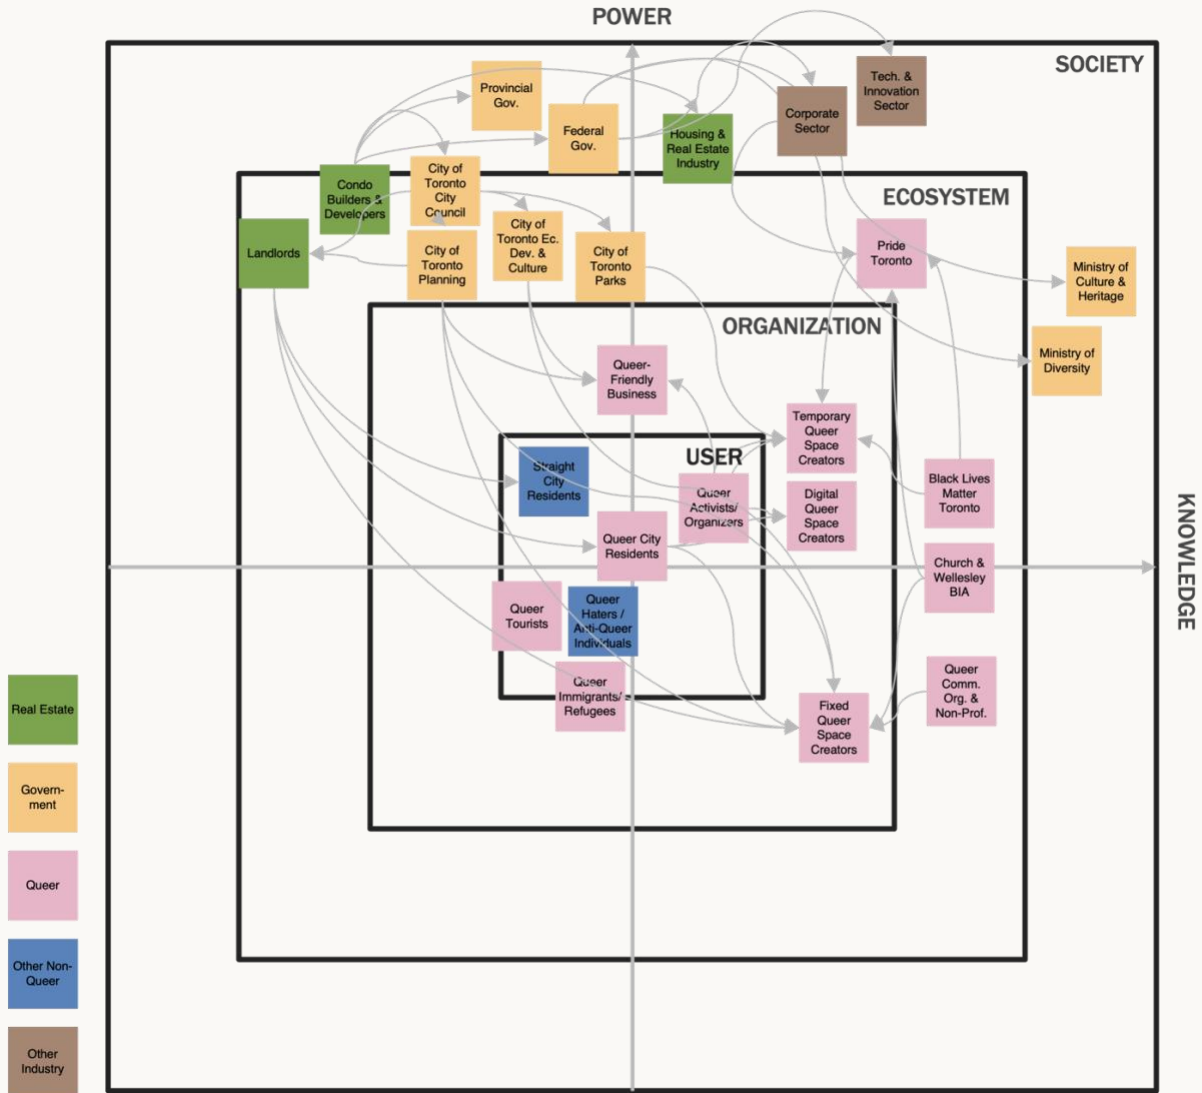 POWER
SOCIETY
Provincial
Gov.
Federal
Gov.
Housing &
Real Estate
Industry
Corporate
Sector
Tech. &
Innovation
Sector
Condo
Builders &
Developers
City of
Toronto
City
Council
ECOSYSTEM
Landlords
City of
Toronto
Planning
City of
Toronto Ec.
Dev. &
Culture
City of
Toronto
Parks
Pride
Toronto
Ministry of
Culture &
Heritage
ORGANIZATION
Ministry of
Diversity
Queer-
Friendly
Business
Temporary
Queer
Space
Creators
USER
Straight
City
Residents
Queer
Activists/
Organizers
Digital
Queer
Space
Creators
Black Lives
Matter
Toronto
Queer City
Residents
KNOWLEDGE
Church &
Wellesley
BIA
Queer
Tourists
Queer
Haters /
Anti-Queer
Individuals
Queer
Immigrants/
Refugees
Fixed
Queer
Space
Creators
Queer
Comm.
Org. &
Non-Prof.
Real Estate
Govern-
ment
Queer
Other Non-
Queer
Other
Industry